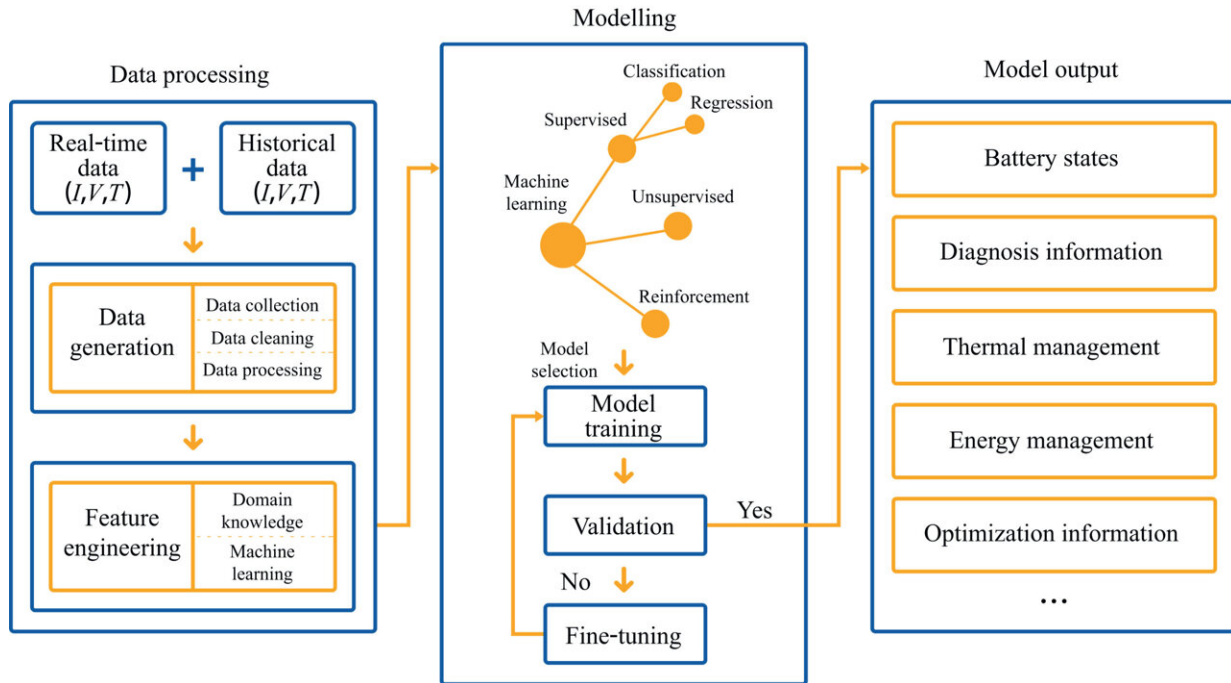 Data processing
Real-time
data
(I,V,T)
+
Historical
data
(I,V,T)
Data
generation
Data collection
Data cleaning
Data processing
Feature
engineering
Domain
knowledge
Machine
learning
Modelling
Classification
Regression
Supervised
Machine
learning
Unsupervised
Reinforcement
Model
selection
Model
training
Validation
Yes
No
Fine-tuning
Model output
Battery states
Diagnosis information
Thermal management
Energy management
Optimization information
...